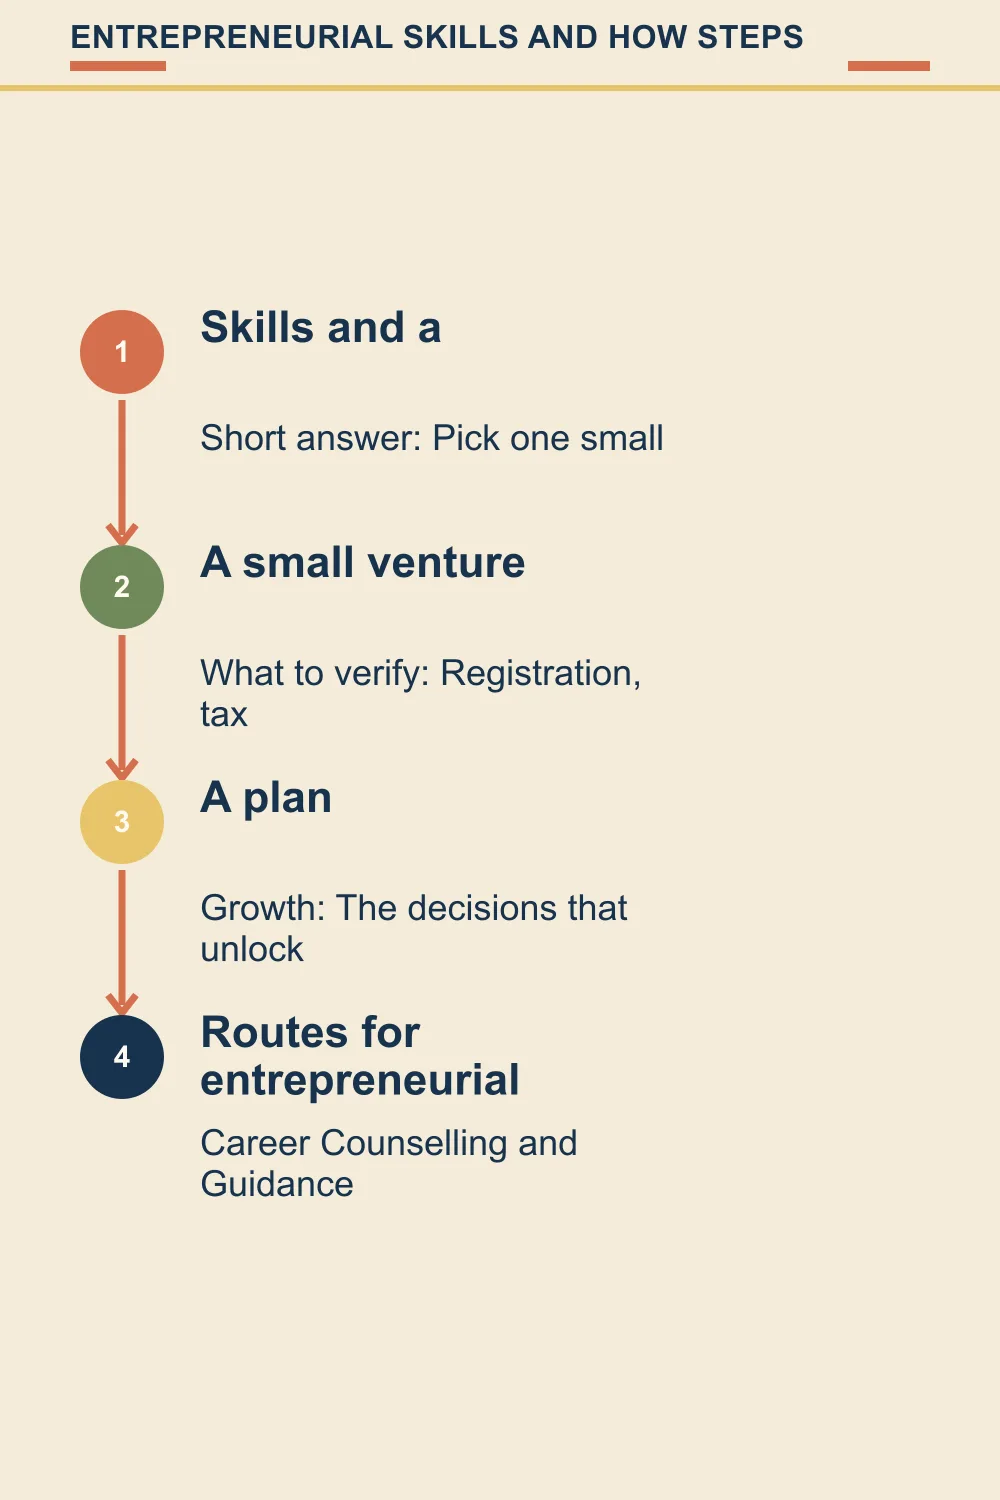 ENTREPRENEURIAL SKILLS AND HOW STEPS
1
Skills and a
Short answer: Pick one small
2
A small venture
What to verify: Registration,
tax
3
A plan
Growth: The decisions that
unlock
4
Routes for
entrepreneurial
Career Counselling and
Guidance